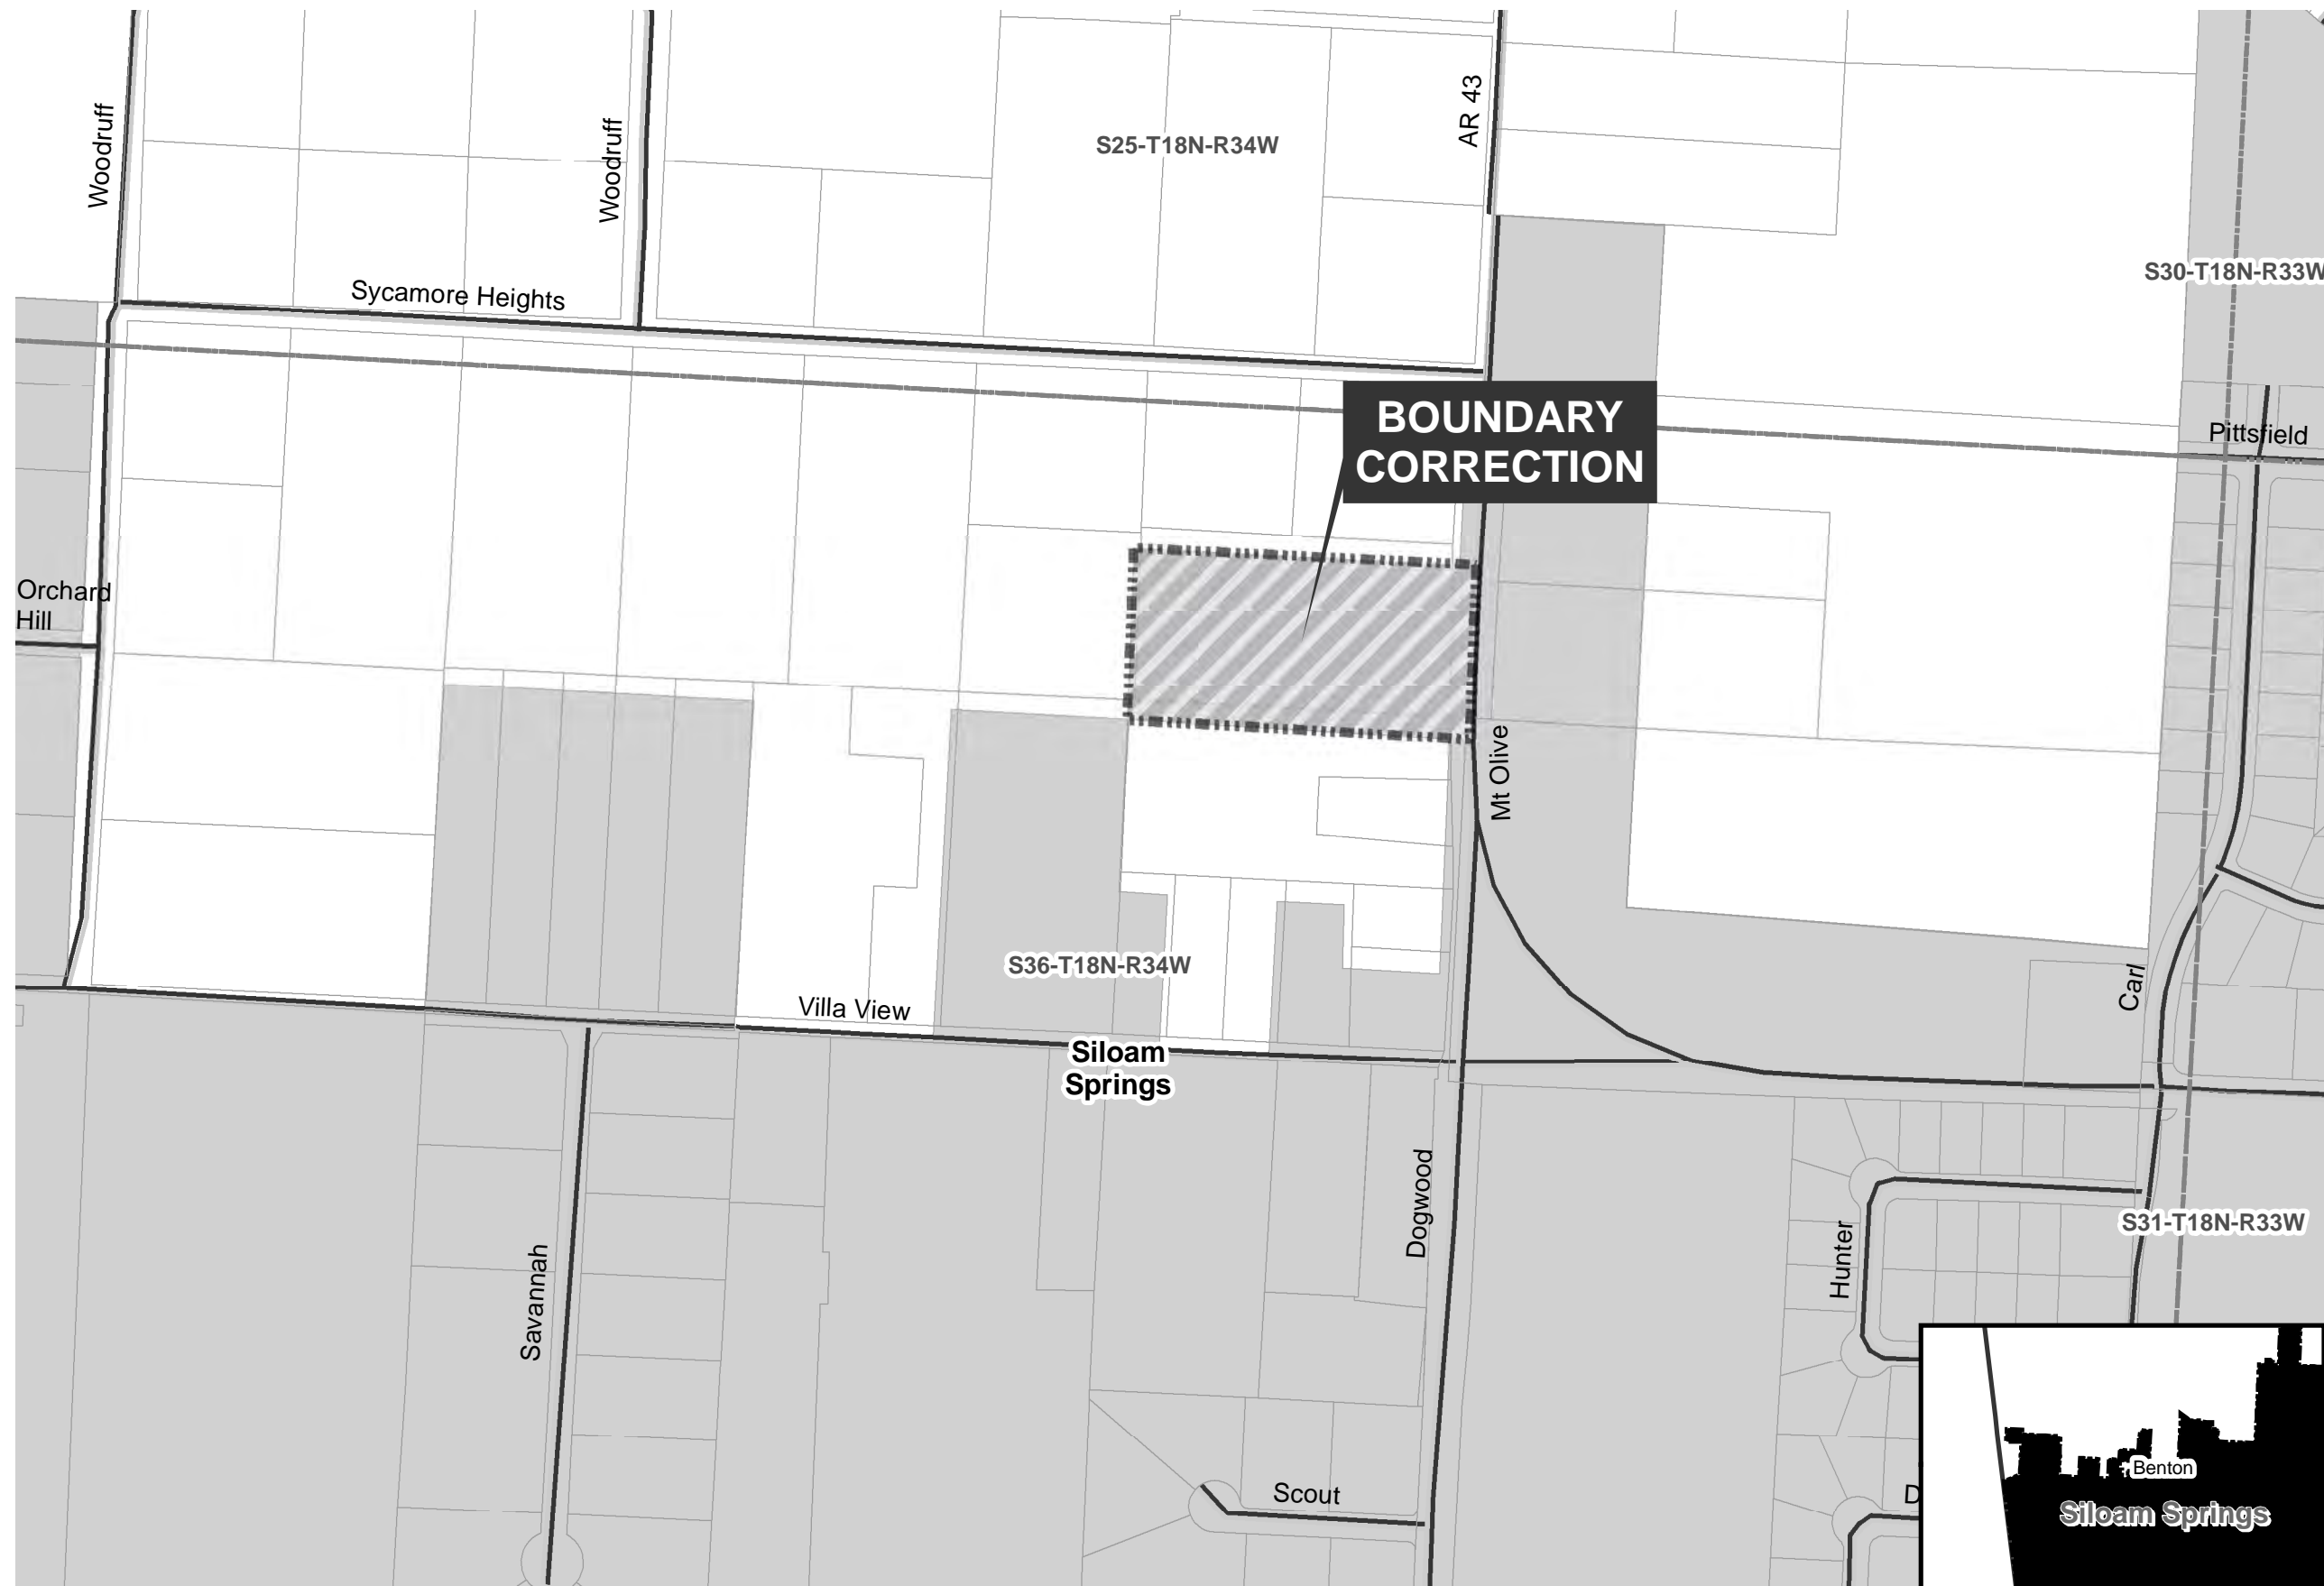 Woodruff
Woodruff
AR 43
S25-T18N-R34W
S30-T18N-R33W
Sycamore Heights
BOUNDARY
CORRECTION
Pittsfield
Orchard
Hill
Mt Olive
S36-T18N-R34W
Carl
Villa View
Siloam
Springs
Dogwood
Savannah
Hunter
S31-T18N-R33W
Scout
D
Benton
Siloam Springs